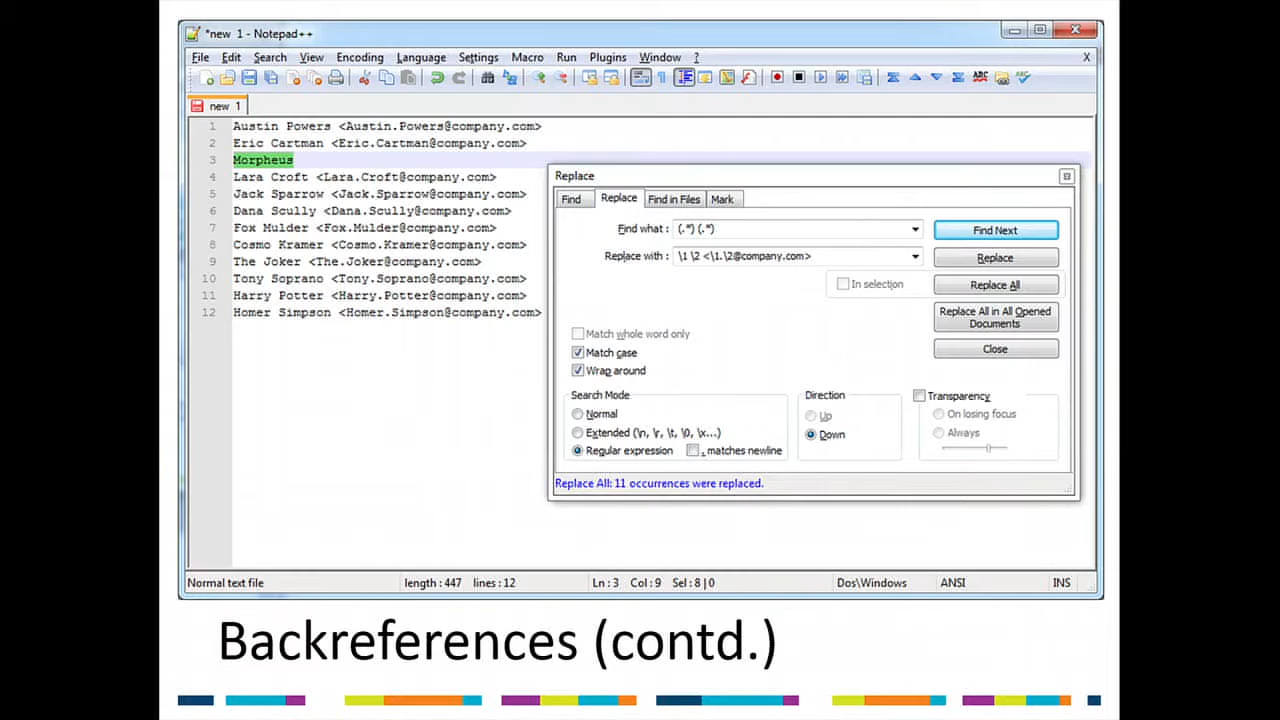 *new 1 - Notepad++
File Edit Search View Encoding Language Settings Macro Run Plugins Window ? X
new 1
1 Austin Powers <Austin.Powers@company.com>
2 Eric Cartman <Eric.Cartman@company.com>
3 Morpheus
4 Lara Croft <Lara.Croft@company.com>
5 Jack Sparrow <Jack.Sparrow@company.com>
6 Dana Scully <Dana.Scully@company.com>
7 Fox Mulder <Fox.Mulder@company.com>
8 Cosmo Kramer <Cosmo.Kramer@company.com>
9 The Joker <The.Joker@company.com>
10 Tony Soprano <Tony.Soprano@company.com>
11 Harry Potter <Harry.Potter@company.com>
12 Homer Simpson <Homer.Simpson@company.com>
Replace
Find Replace Find in Files Mark
Find what : (.*) (.*) Find Next
Replace with : \1 \2 <\1.\2@company.com> Replace
In selection Replace All
Replace All in All Opened
Documents
Match whole word only
Match case Close
Wrap around
Search Mode Direction Transparency
Normal Up On losing focus
Extended (\n, \r, \t, \0, \x...) Down Always
Regular expression . matches newline
Replace All: 11 occurrences were replaced.
Normal text file length : 447 lines : 12 Ln : 3 Col : 9 Sel : 8 | 0 Dos\Windows ANSI INS
Backreferences (contd.)